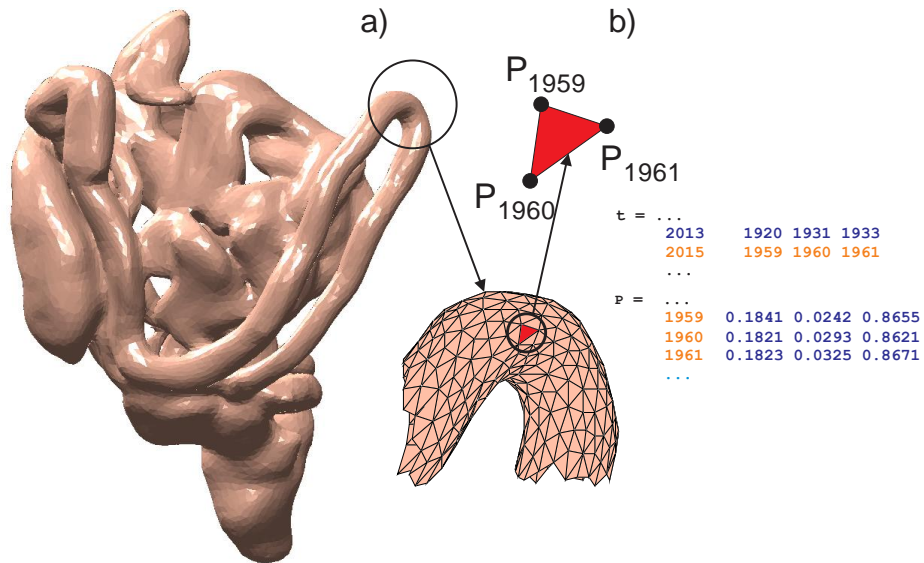 a)
b)
P1959
P1961
P1960
t = ...
2013 1920 1931 1933
2015 1959 1960 1961
...
P = ...
1959 0.1841 0.0242 0.8655
1960 0.1821 0.0293 0.8621
1961 0.1823 0.0325 0.8671
...